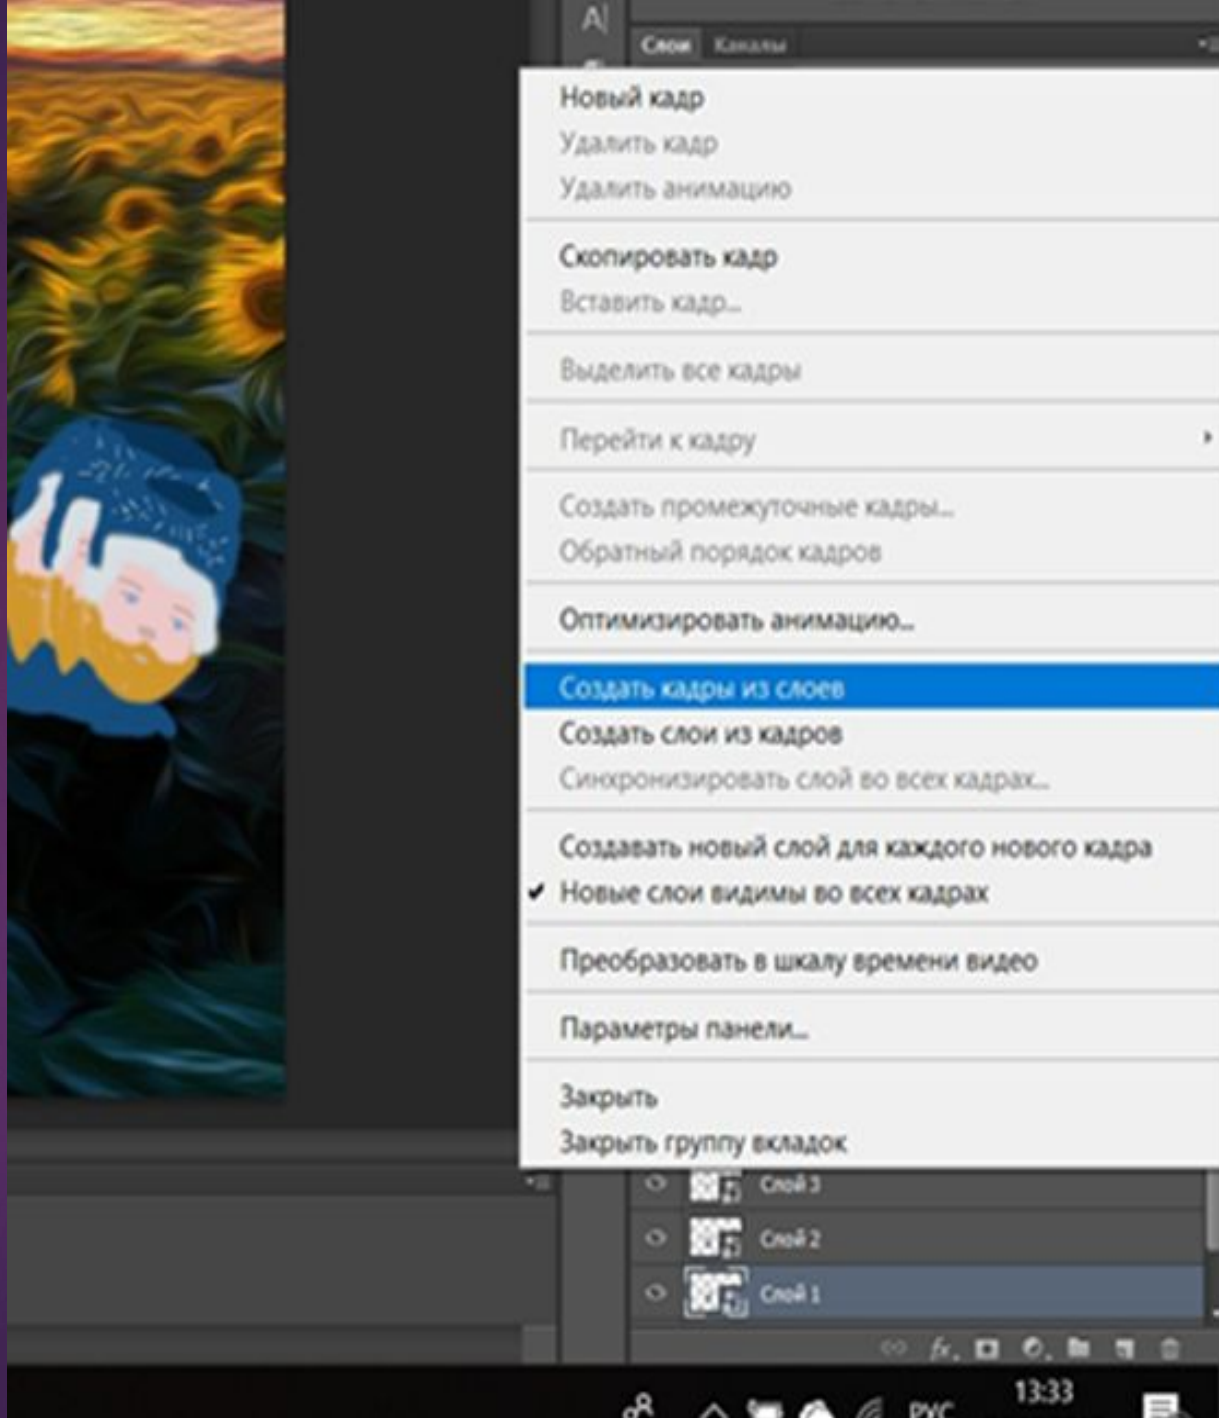 A|
Слои Каналы
Новый кадр
Удалить кадр
Удалить анимацию
Скопировать кадр
Вставить кадр...
Выделить все кадры
Перейти к кадру
Создать промежуточные кадры...
Обратный порядок кадров
Оптимизировать анимацию...
Создать кадры из слоев
Создать слои из кадров
Синхронизировать слой во всех кадрах...
Создавать новый слой для каждого нового кадра
Новые слои видимы во всех кадрах
Преобразовать в шкалу времени видео
Параметры панели...
Закрыть
Закрыть группу вкладок
Слой 3
Слой 2
Слой 1
fx
13:33
РУС